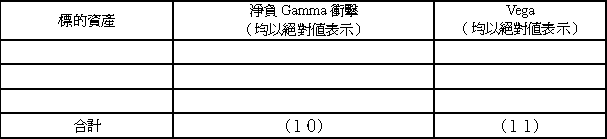 標的資產
淨負 Gamma 衝擊
（均以絕對值表示）
Vega
（均以絕對值表示）
合計
（１０）
（１１）